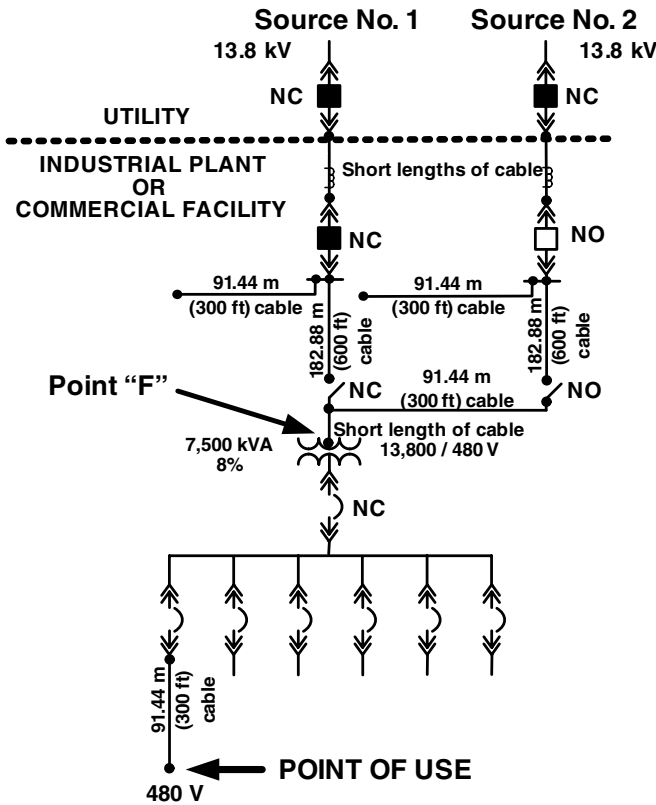 Source No. 1
Source No. 2
13.8 kV
13.8 kV
NC
NC
UTILITY
INDUSTRIAL PLANT
OR
COMMERCIAL FACILITY
Short lengths of cable
NC
NO
91.44 m
(300 ft) cable
91.44 m
(300 ft) cable
182.88 m
(600 ft)
cable
182.88 m
(600 ft)
cable
Point “F”
NC
91.44 m
(300 ft) cable
NO
Short length of cable
7,500 kVA
8%
13,800 / 480 V
NC
91.44 m
(300 ft)
cable
POINT OF USE
480 V